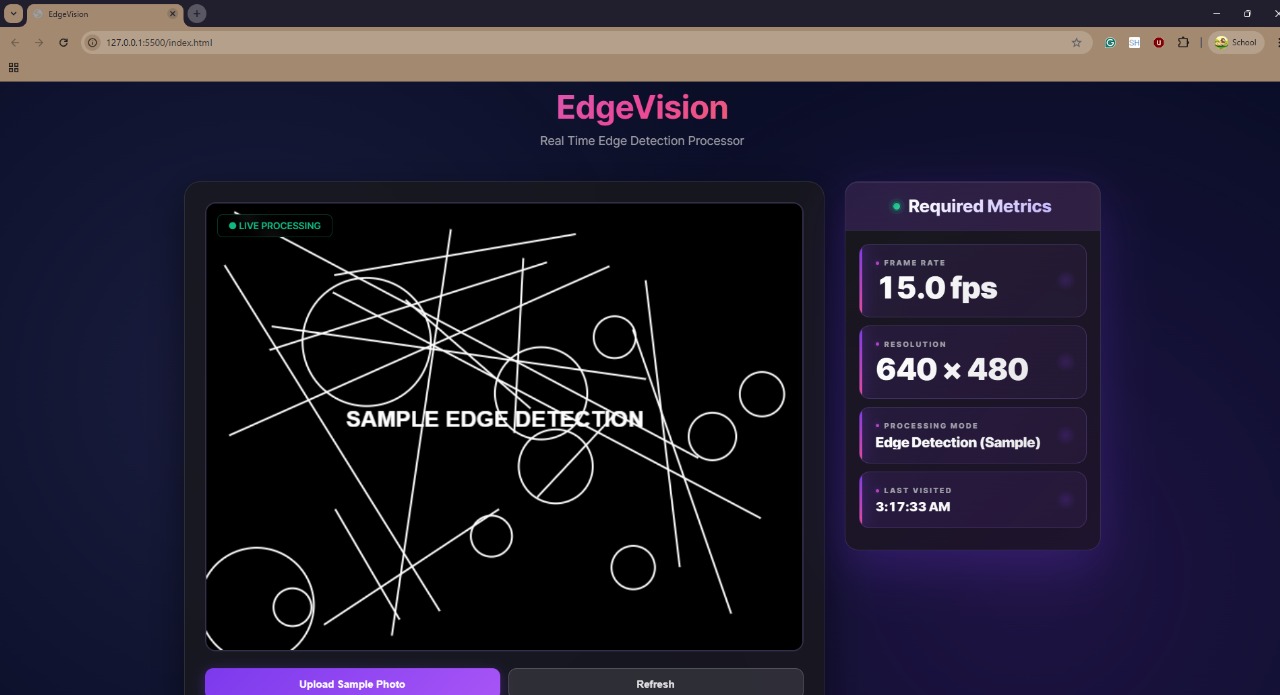 EdgeVision
127.0.0.1:5500/index.html
SH
School
EdgeVision
Real Time Edge Detection Processor
LIVE PROCESSING
SAMPLE EDGE DETECTION
Upload Sample Photo
Refresh
Required Metrics
FRAME RATE
15.0 fps
RESOLUTION
640 × 480
PROCESSING MODE
Edge Detection (Sample)
LAST VISITED
3:17:33 AM